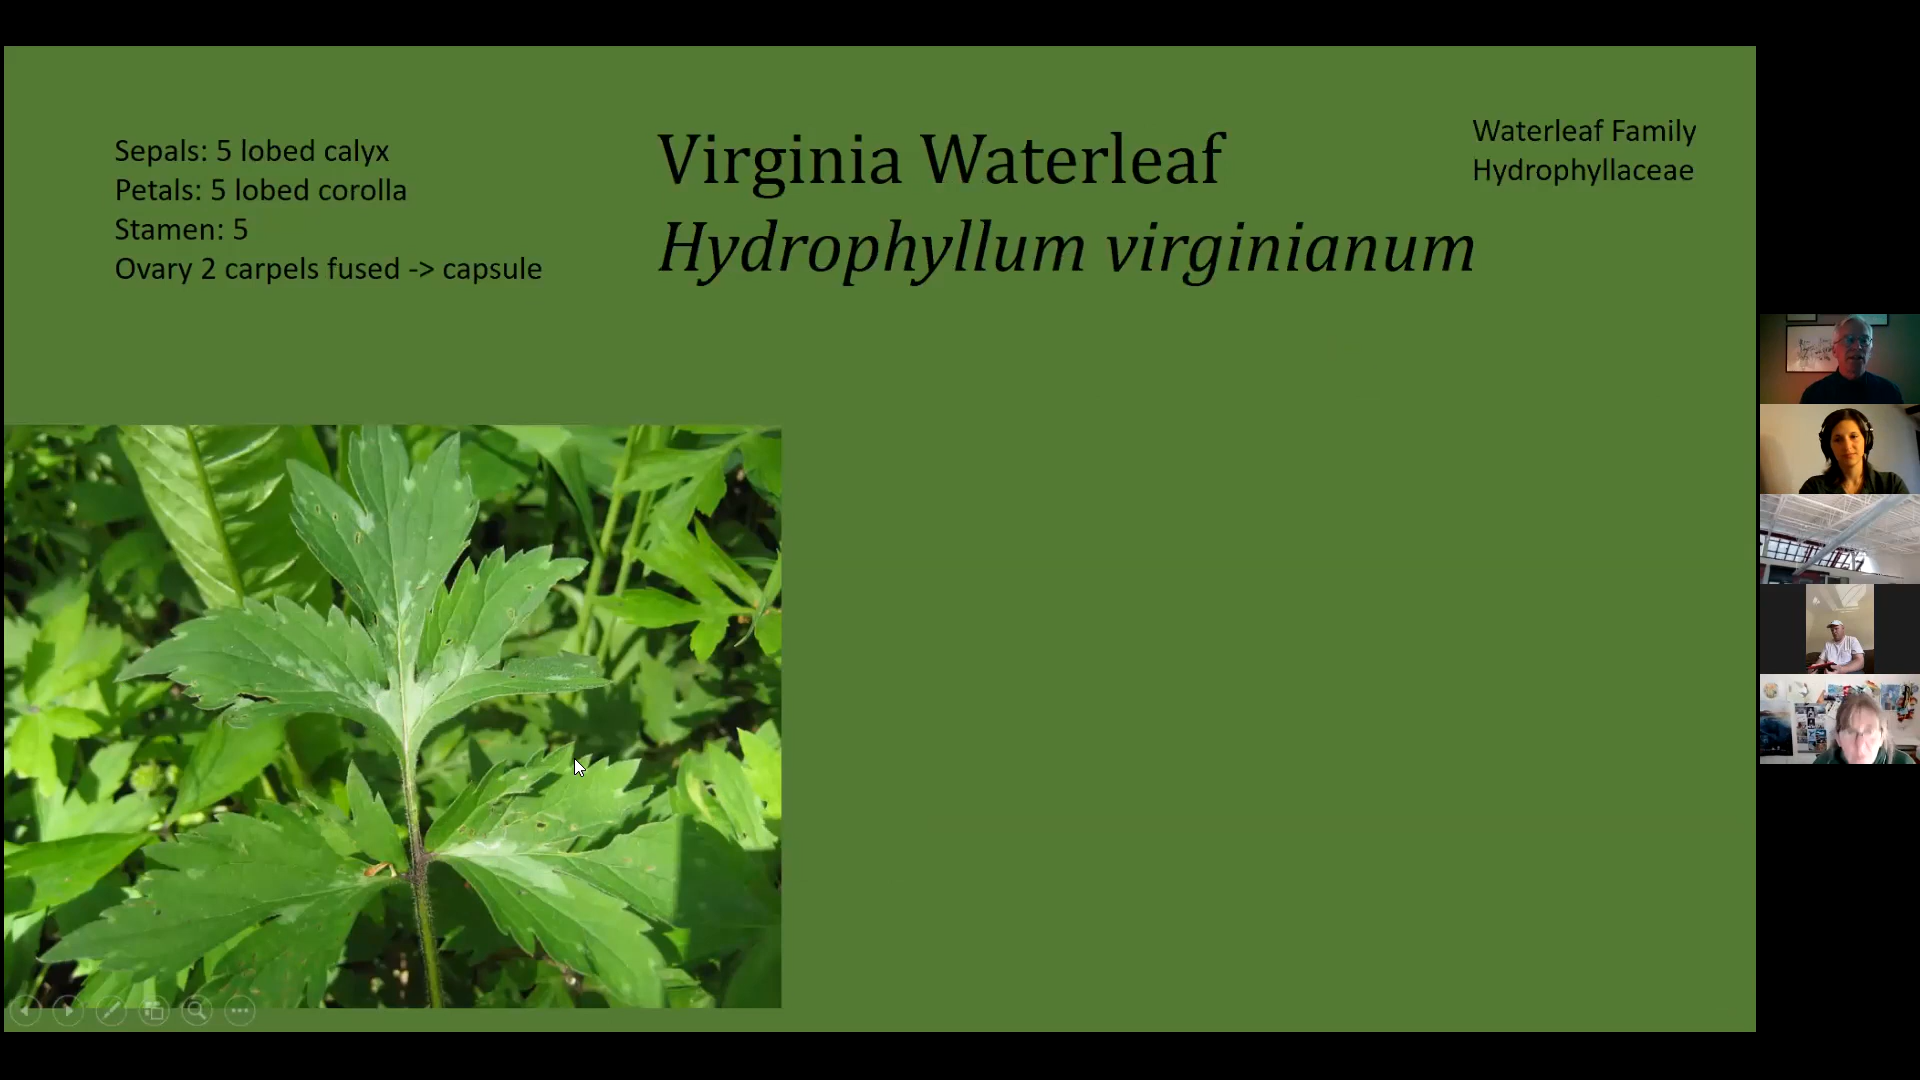 Sepals: 5 lobed calyx
Petals: 5 lobed corolla
Stamen: 5
Ovary 2 carpels fused -> capsule
Virginia Waterleaf
Hydrophyllum virginianum
Waterleaf Family
Hydrophyllaceae